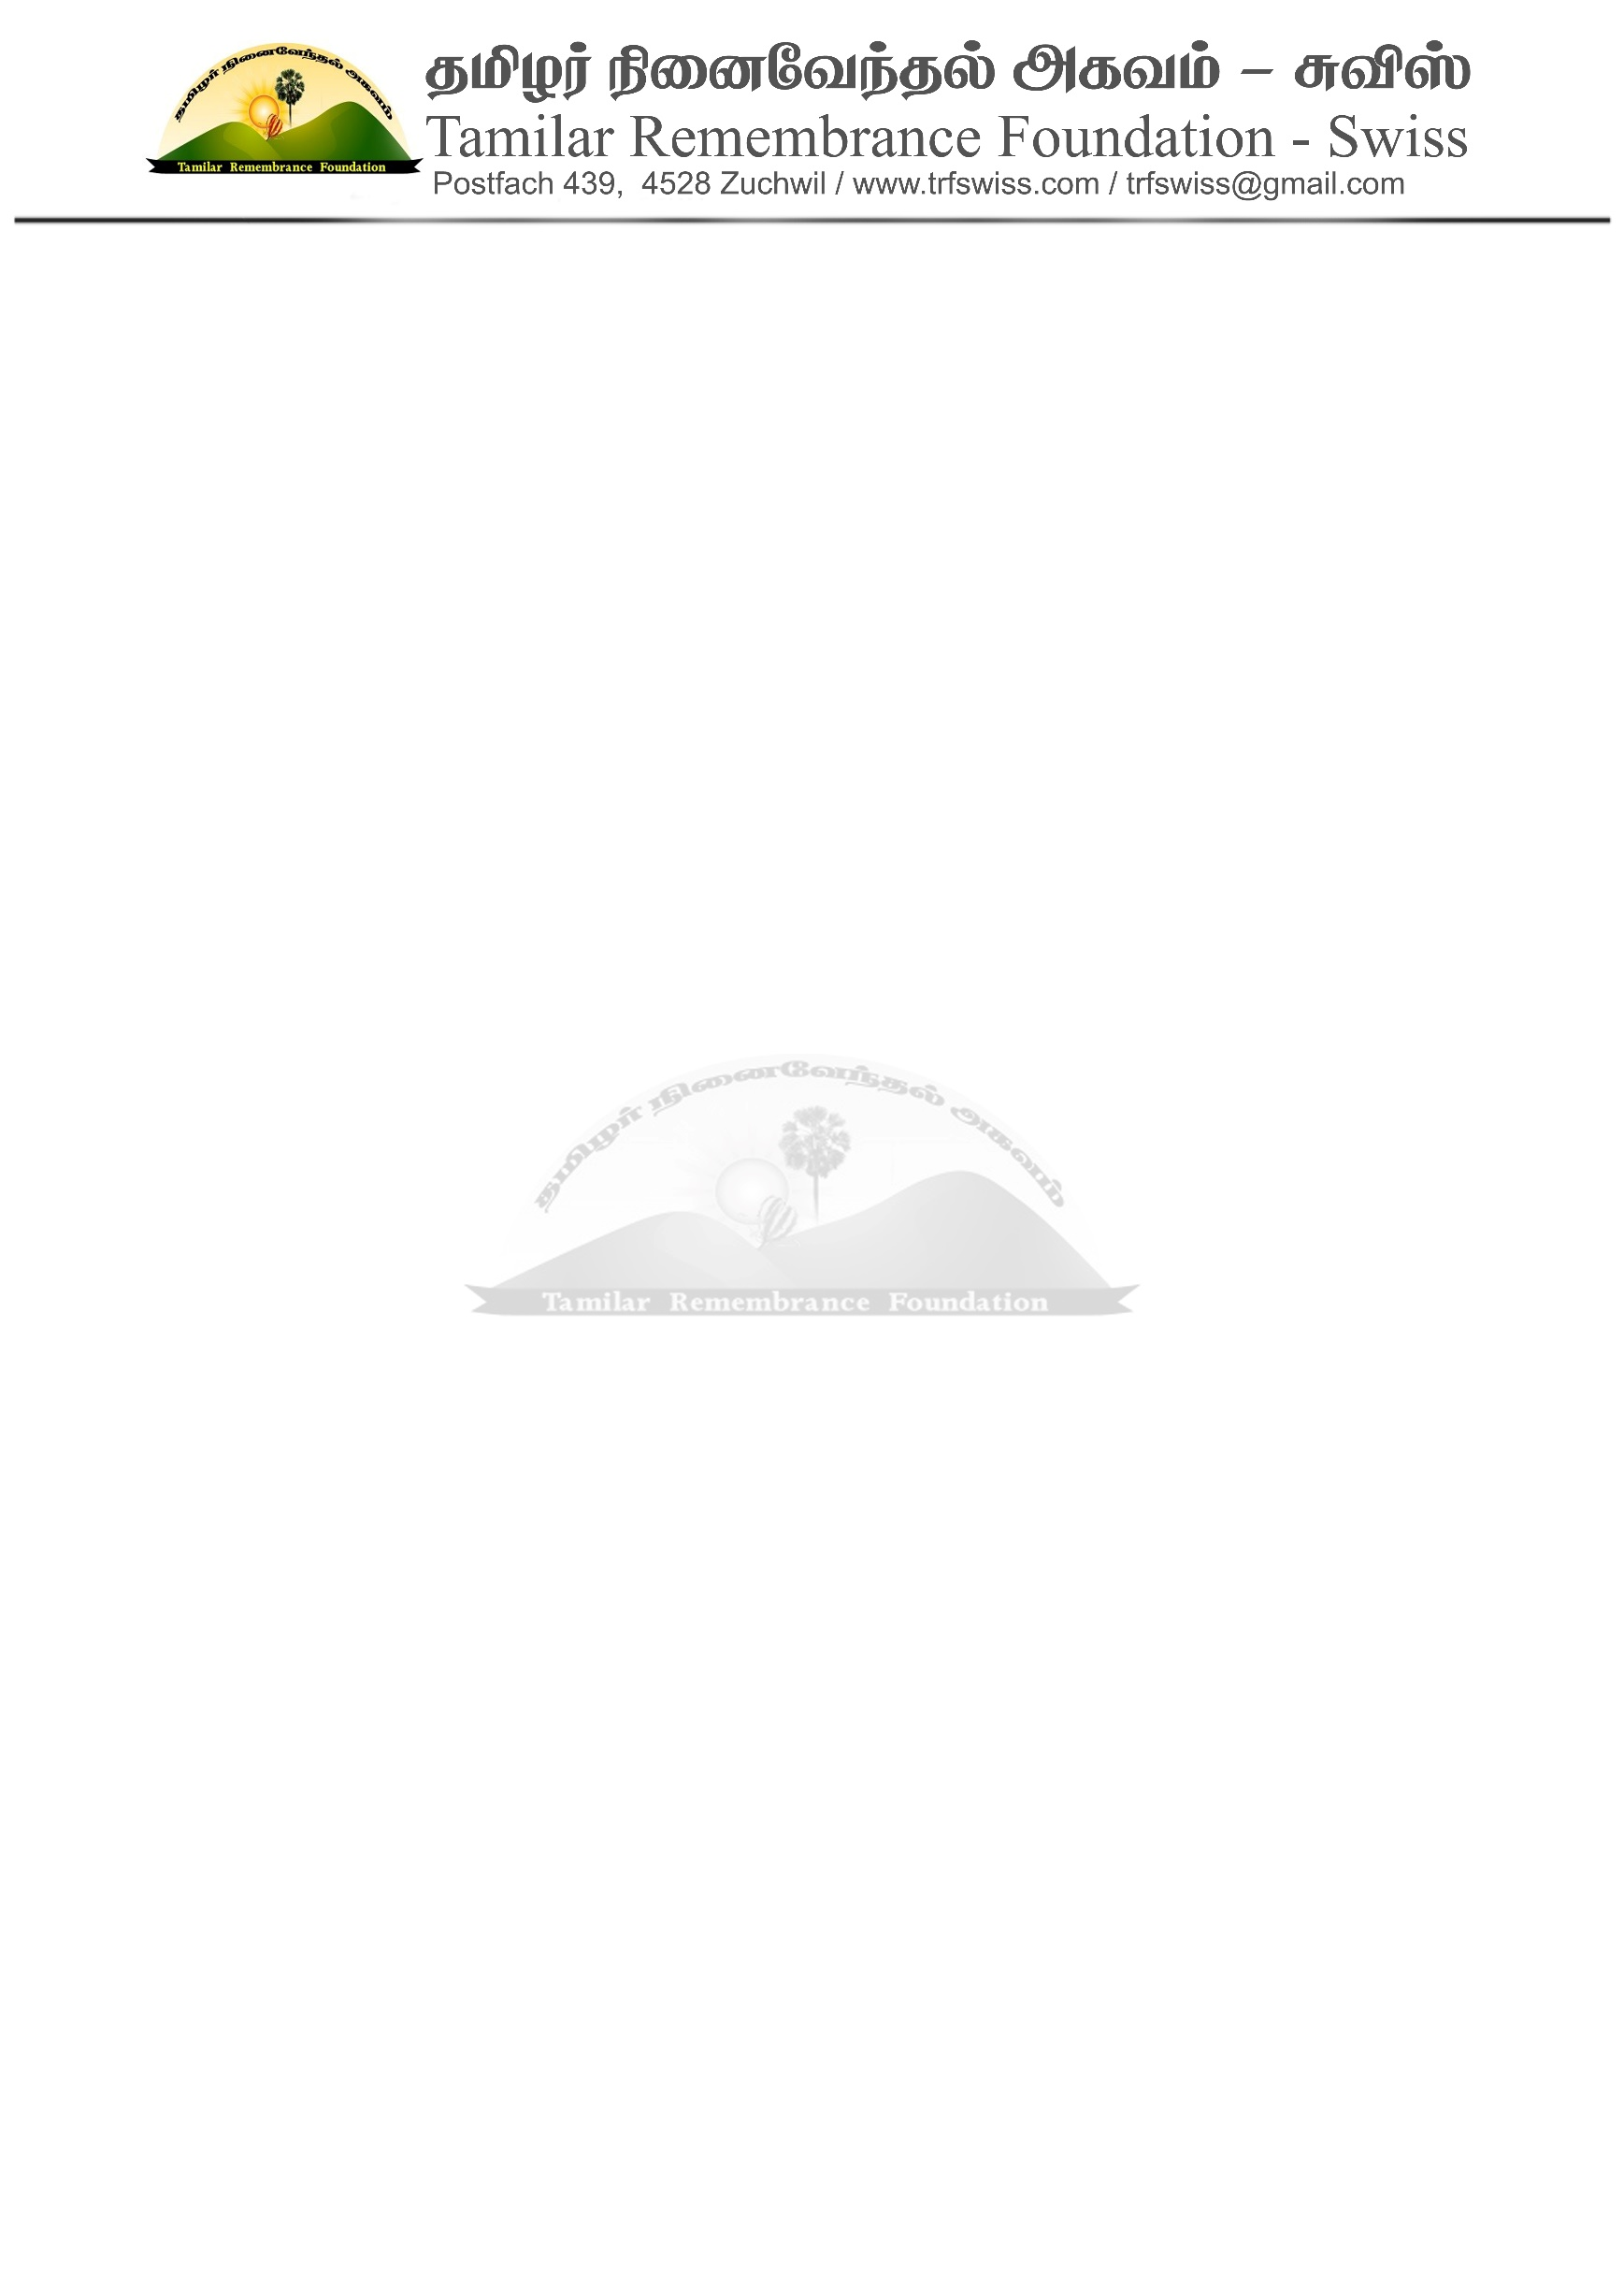 தமிழர் நினைவேந்தல் அகவம்
Tamilar Remembrance Foundation
தமிழர் நினைவேந்தல் அகவம் – சுவிஸ்
Tamilar Remembrance Foundation - Swiss
Postfach 439, 4528 Zuchwil / www.trfswiss.com / trfswiss@gmail.com
தமிழர் நினைவேந்தல் அகவம்
Tamilar Remembrance Foundation